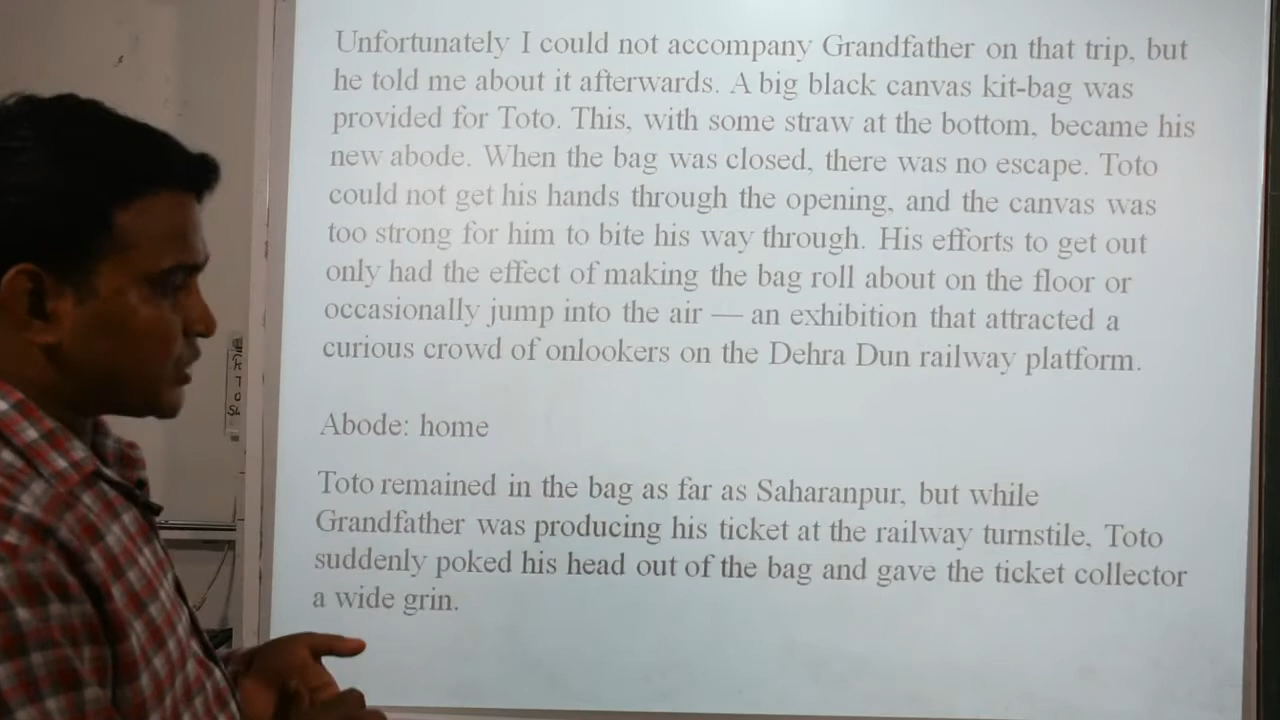 Unfortunately I could not accompany Grandfather on that trip, but
he told me about it afterwards. A big black canvas kit-bag was
provided for Toto. This, with some straw at the bottom, became his
new abode. When the bag was closed, there was no escape. Toto
could not get his hands through the opening, and the canvas was
too strong for him to bite his way through. His efforts to get out
only had the effect of making the bag roll about on the floor or
occasionally jump into the air — an exhibition that attracted a
curious crowd of onlookers on the Dehra Dun railway platform.
Abode: home
Toto remained in the bag as far as Saharanpur, but while
Grandfather was producing his ticket at the railway turnstile, Toto
suddenly poked his head out of the bag and gave the ticket collector
a wide grin.